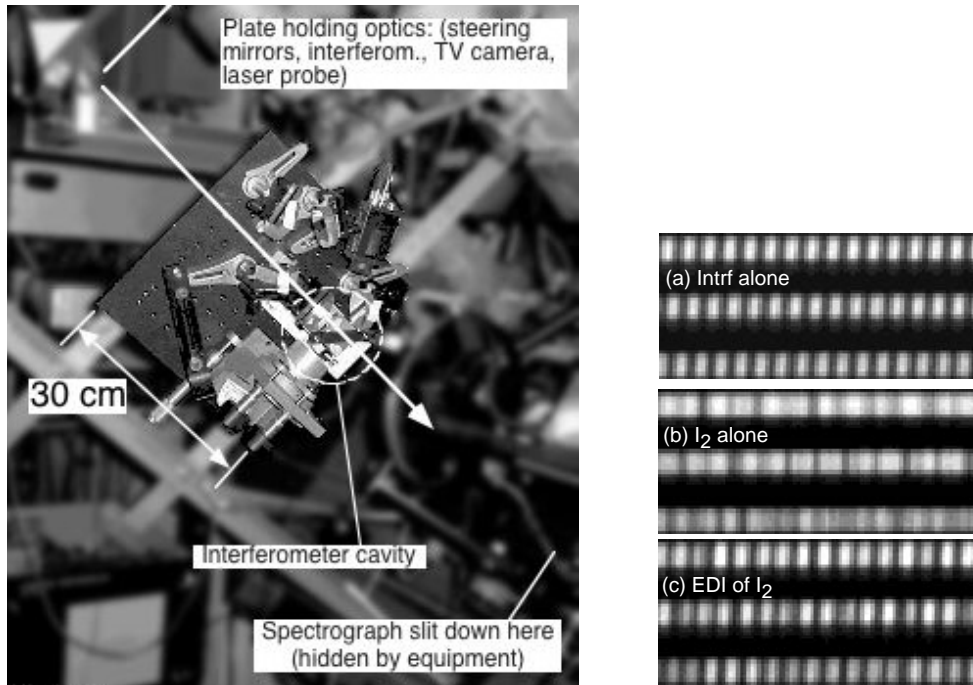 Plate holding optics: (steering
mirrors, interferom., TV camera,
laser probe)
30 cm
Interferometer cavity
Spectrograph slit down here
(hidden by equipment)
(a) Intrf alone
(b) I2 alone
(c) EDI of I2